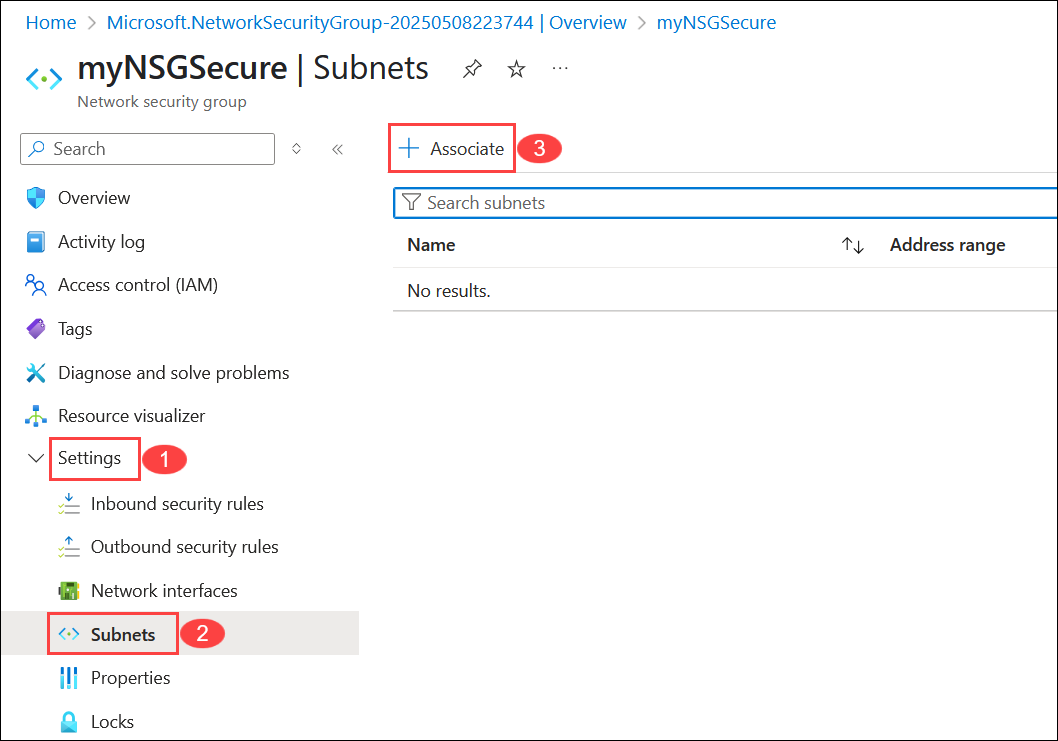 Home > Microsoft.NetworkSecurityGroup-20250508223744 | Overview > myNSGSecure
myNSGSecure | Subnets
Network security group
Search
Overview
Activity log
Access control (IAM)
Tags
Diagnose and solve problems
Resource visualizer
Settings 1
Inbound security rules
Outbound security rules
Network interfaces
Subnets 2
Properties
Locks
+ Associate 3
Search subnets
Name Address range
No results.